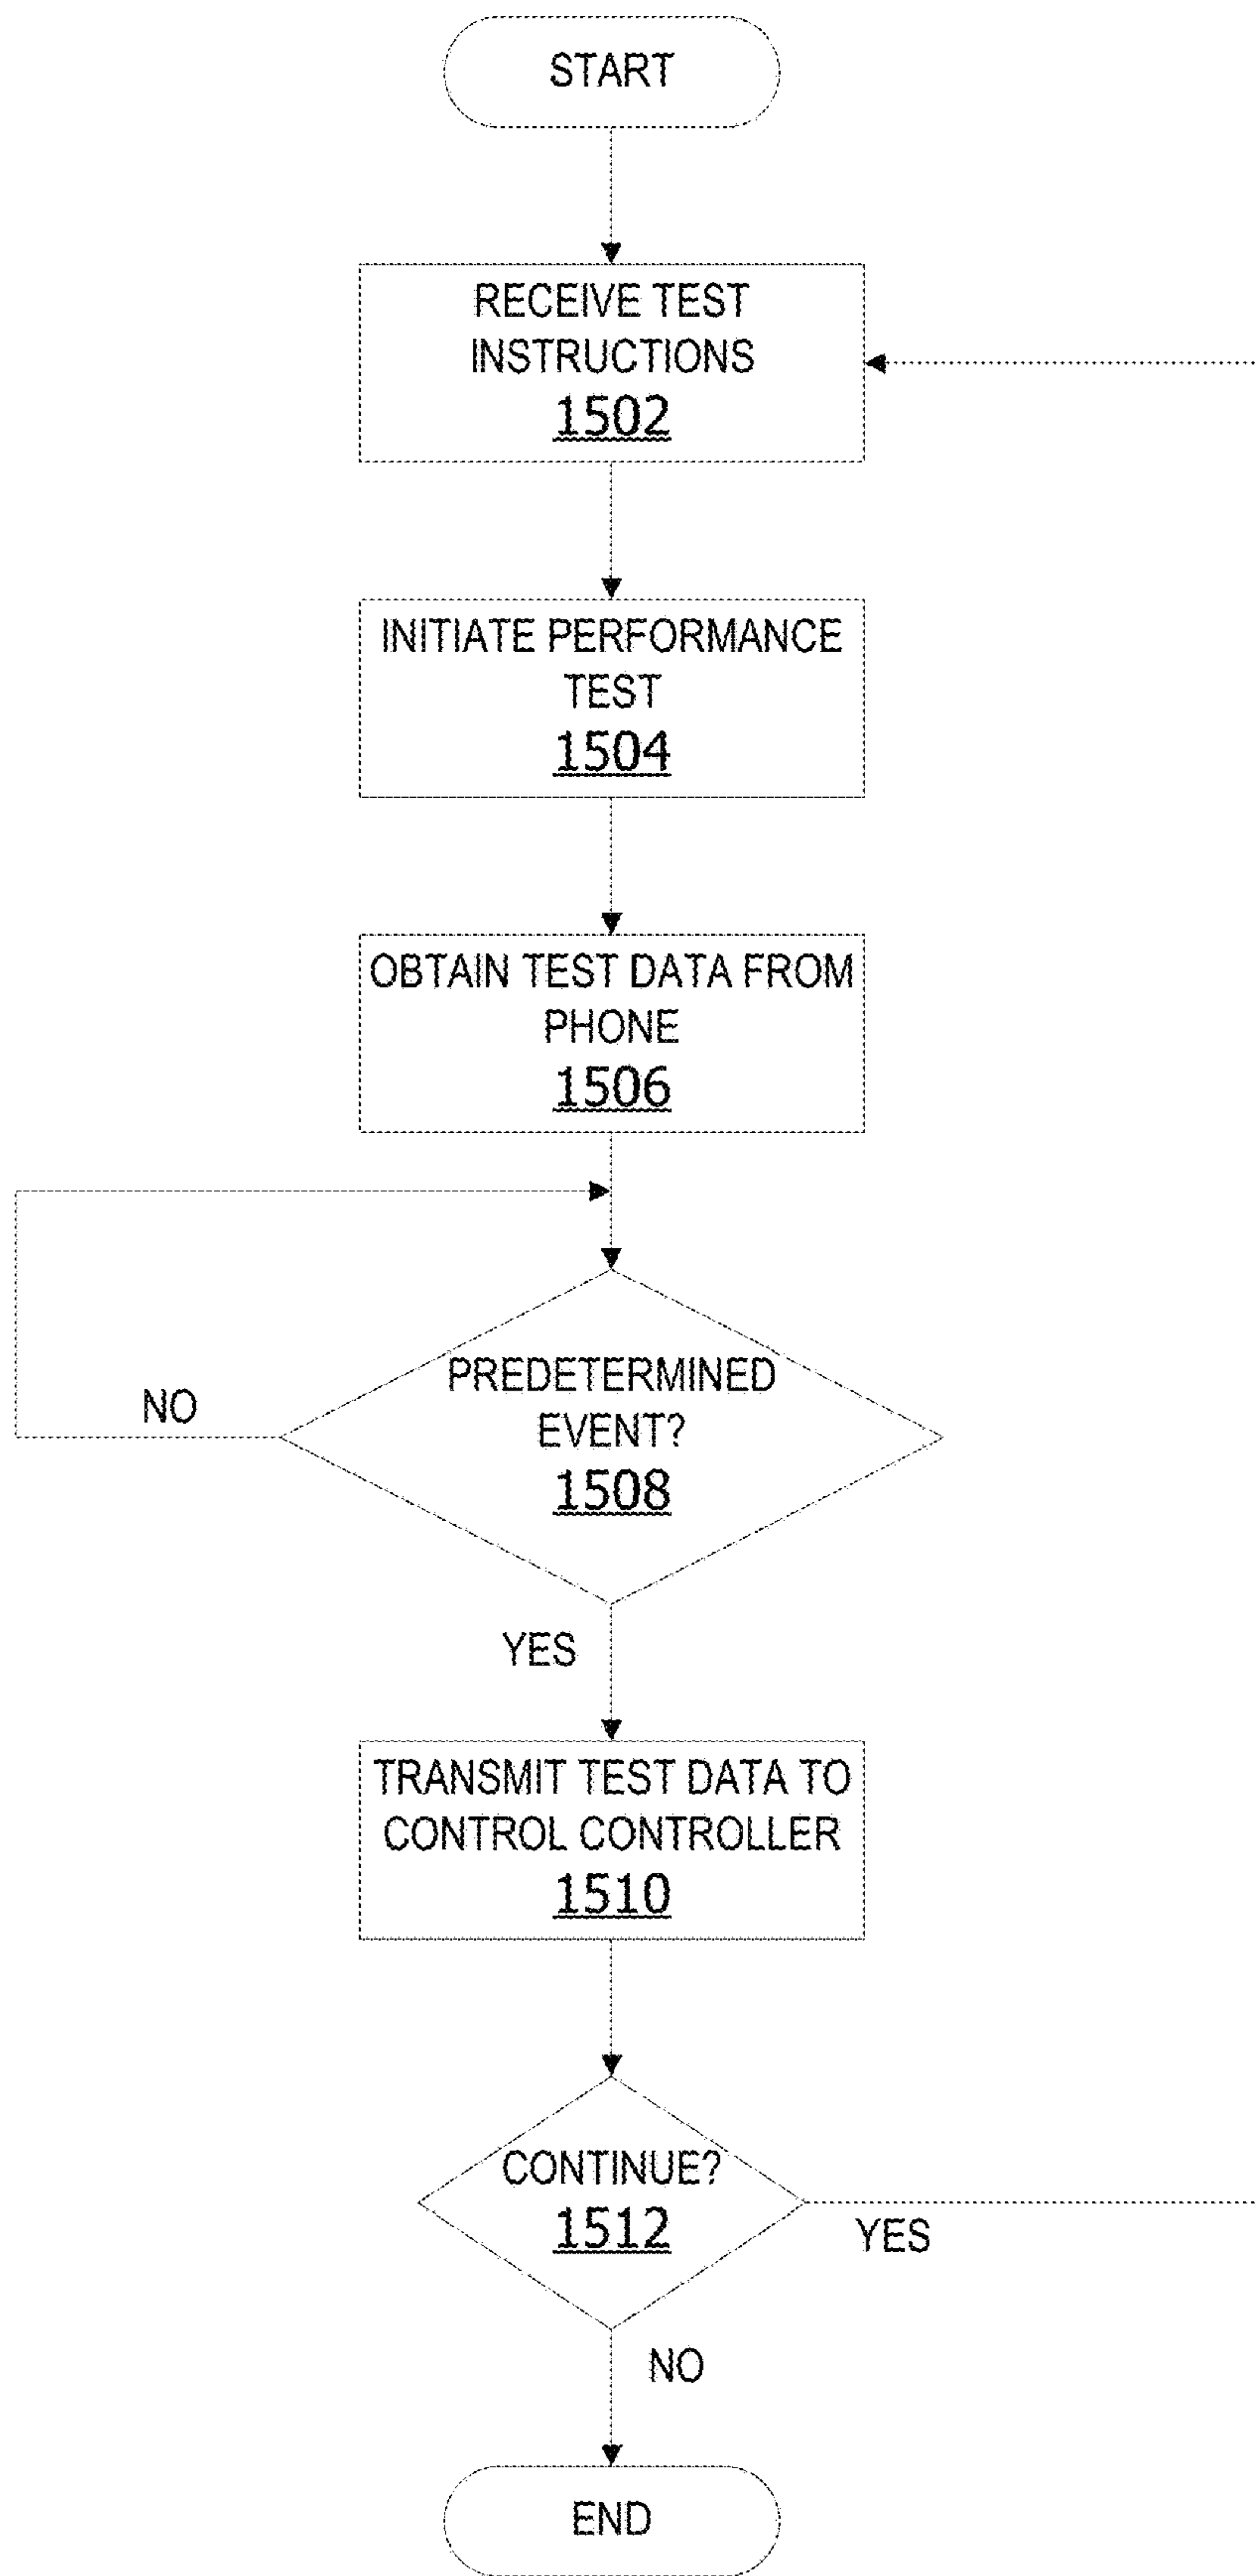 START
RECEIVE TEST
INSTRUCTIONS
1502
INITIATE PERFORMANCE
TEST
1504
OBTAIN TEST DATA FROM
PHONE
1506
PREDETERMINED
EVENT?
1508
NO
YES
TRANSMIT TEST DATA TO
CONTROL CONTROLLER
1510
CONTINUE?
1512
YES
NO
END